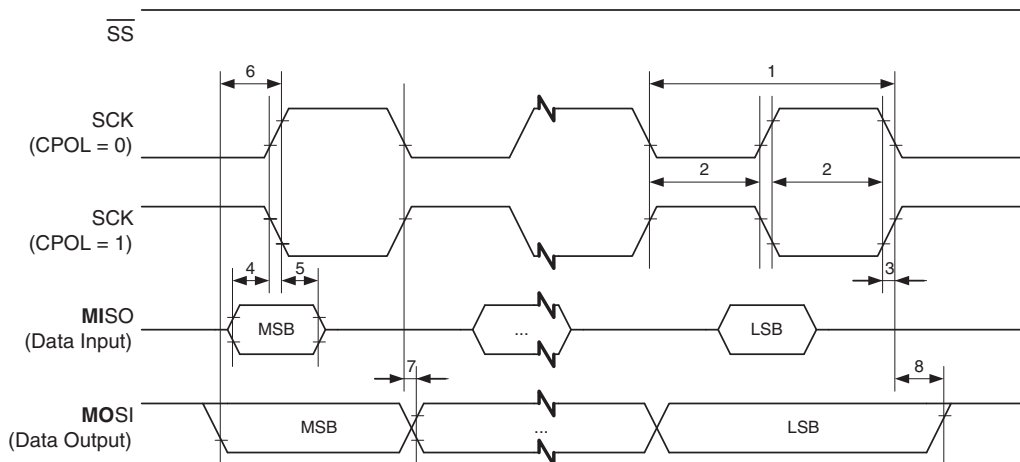 SS
6
1
SCK
(CPOL = 0)
2
2
SCK
(CPOL = 1)
4
5
3
MISO
(Data Input)
MSB
...
LSB
7
8
MOSI
(Data Output)
MSB
...
LSB